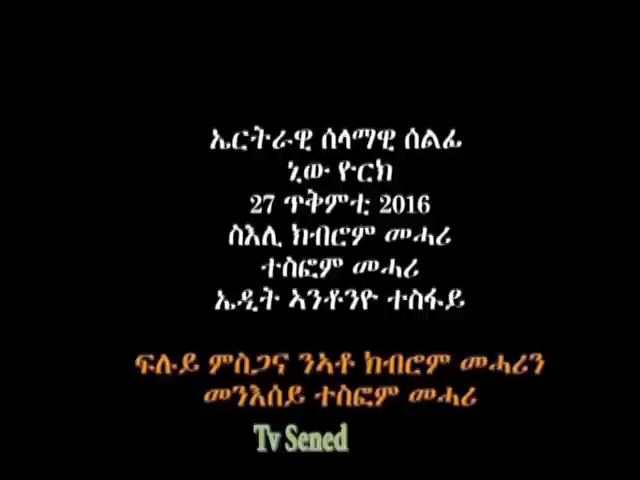 ኤርትራዊ ሰላማዊ ሰልፊ
ኒው ዮርክ
27 ጥቅምቲ 2016
ስእሊ ክብሮም መሓሪ
ተስፎም መሓሪ
ኤዲት ኣንቶንዮ ተስፋይ
ፍሉይ ምስጋና ንኣቶ ክብሮም መሓሪን
መንእሰይ ተስፎም መሓሪ
Tv Sened